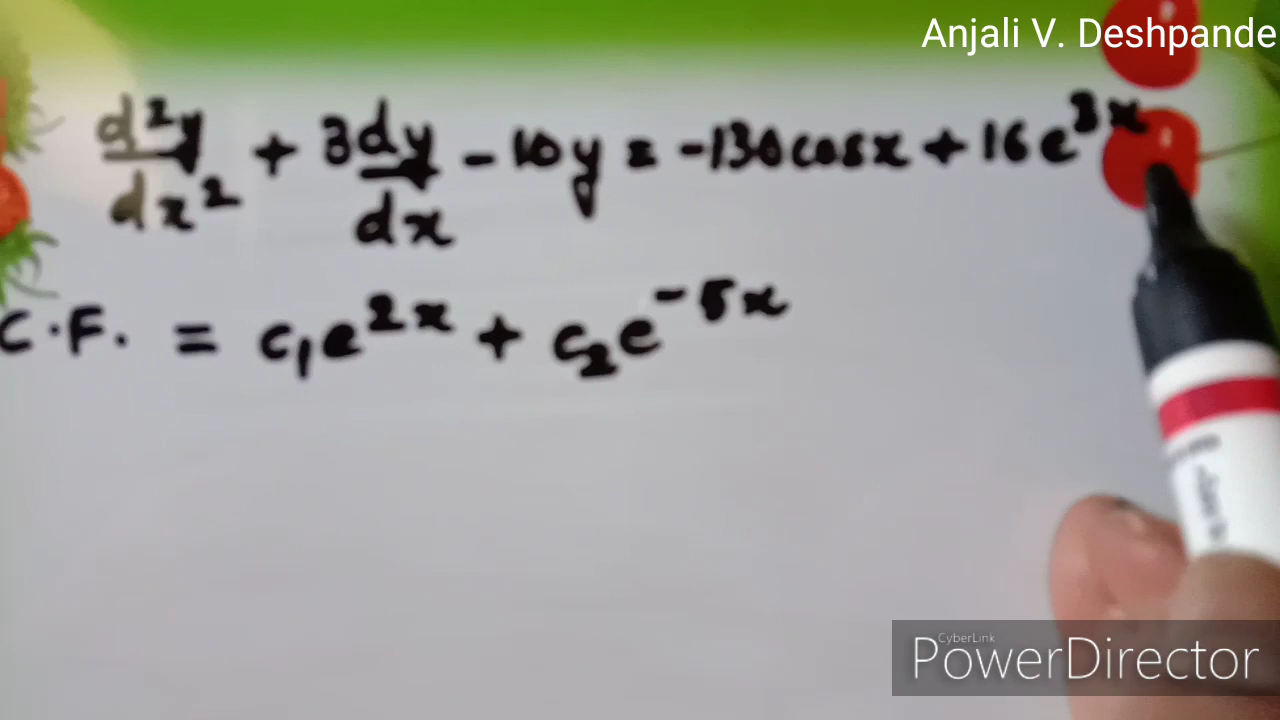 Anjali V. Deshpande
d²y/dx² + 3dy/dx - 10y = -130cosx + 16e^3x
C.F. = c₁e^2x + c₂e^-5x
CyberLink
PowerDirector